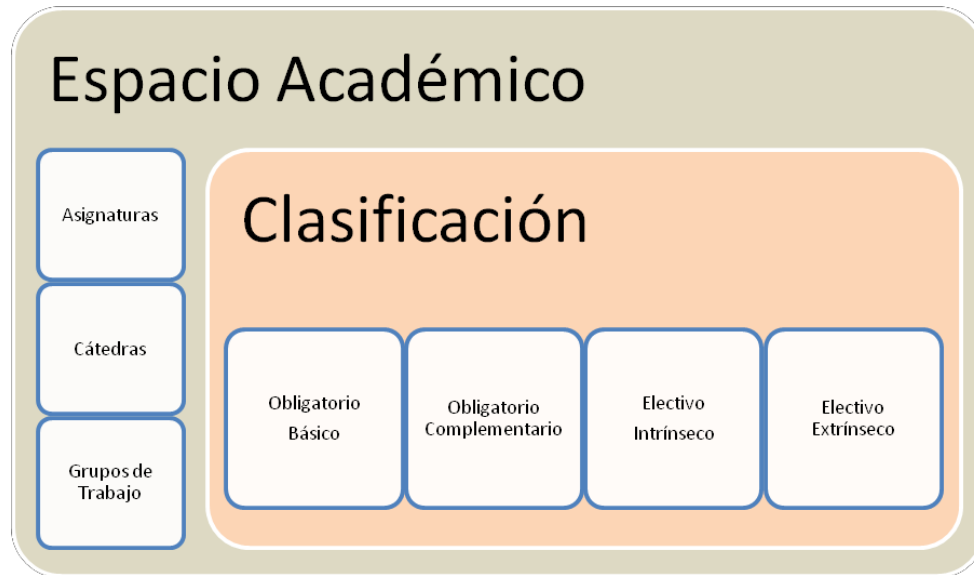 Espacio Académico
Asignaturas
Cátedras
Grupos de
Trabajo
Clasificación
Obligatorio
Básico
Obligatorio
Complementario
Electivo
Intrínseco
Electivo
Extrínseco